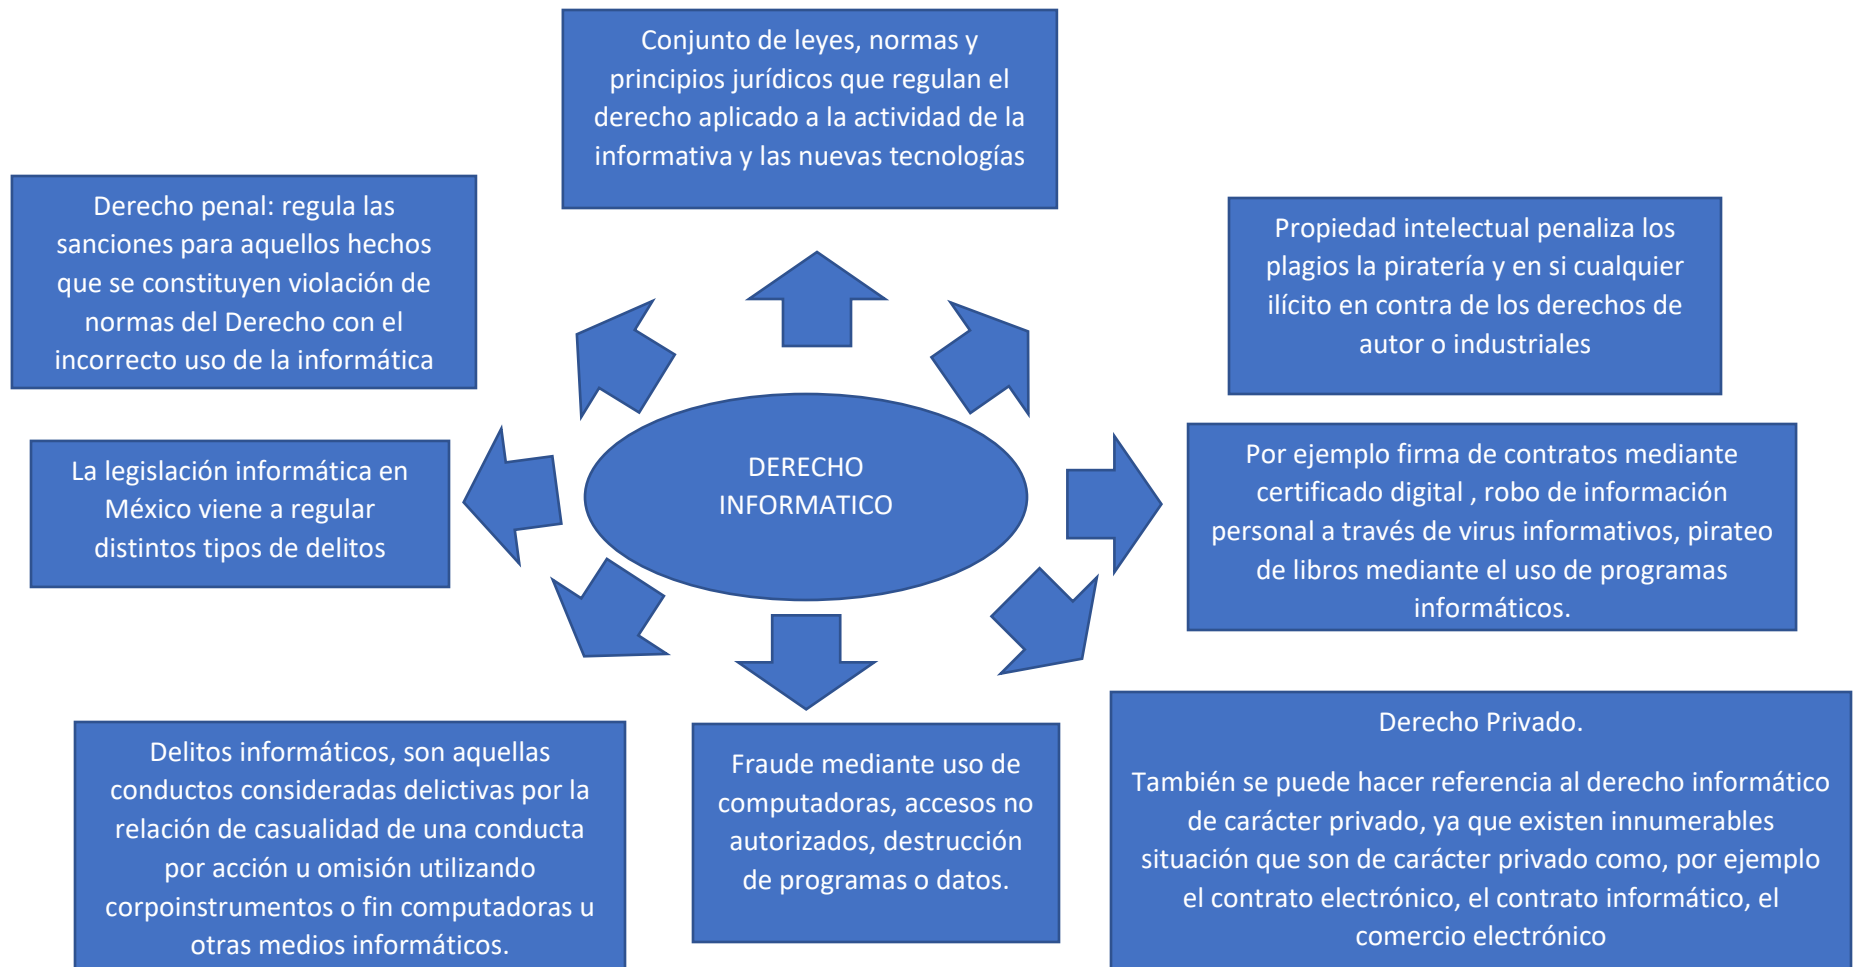 Conjunto de leyes, normas y
principios jurídicos que regulan el
derecho aplicado a la actividad de la
informativa y las nuevas tecnologías
Derecho penal: regula las
sanciones para aquellos hechos
que se constituyen violación de
normas del Derecho con el
incorrecto uso de la informática
Propiedad intelectual penaliza los
plagios la piratería y en si cualquier
ilícito en contra de los derechos de
autor o industriales
La legislación informática en
México viene a regular
distintos tipos de delitos
DERECHO
INFORMATICO
Por ejemplo firma de contratos mediante
certificado digital , robo de información
personal a través de virus informativos, pirateo
de libros mediante el uso de programas
informáticos.
Delitos informáticos, son aquellas
conductos consideradas delictivas por la
relación de casualidad de una conducta
por acción u omisión utilizando
corpoinstrumentos o fin computadoras u
otras medios informáticos.
Fraude mediante uso de
computadoras, accesos no
autorizados, destrucción
de programas o datos.
Derecho Privado.
También se puede hacer referencia al derecho informático
de carácter privado, ya que existen innumerables
situación que son de carácter privado como, por ejemplo
el contrato electrónico, el contrato informático, el
comercio electrónico